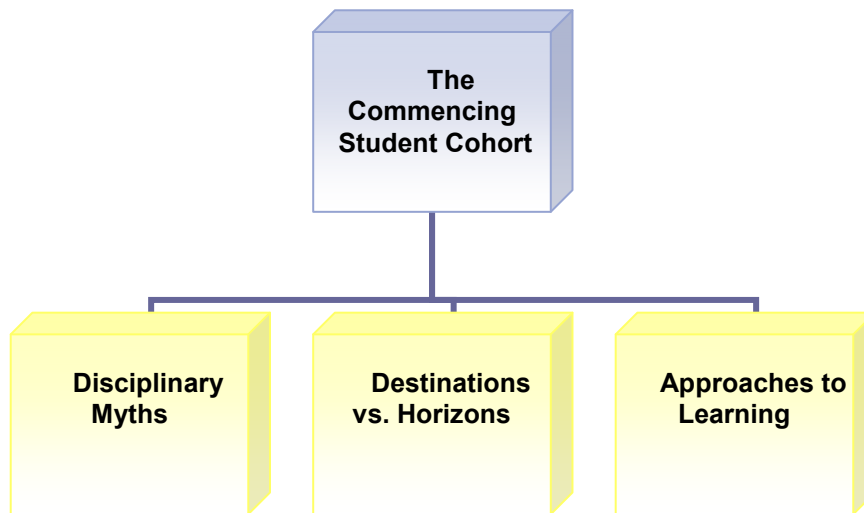 The
Commencing
Student Cohort
Disciplinary
Myths
Destinations
vs. Horizons
Approaches to
Learning